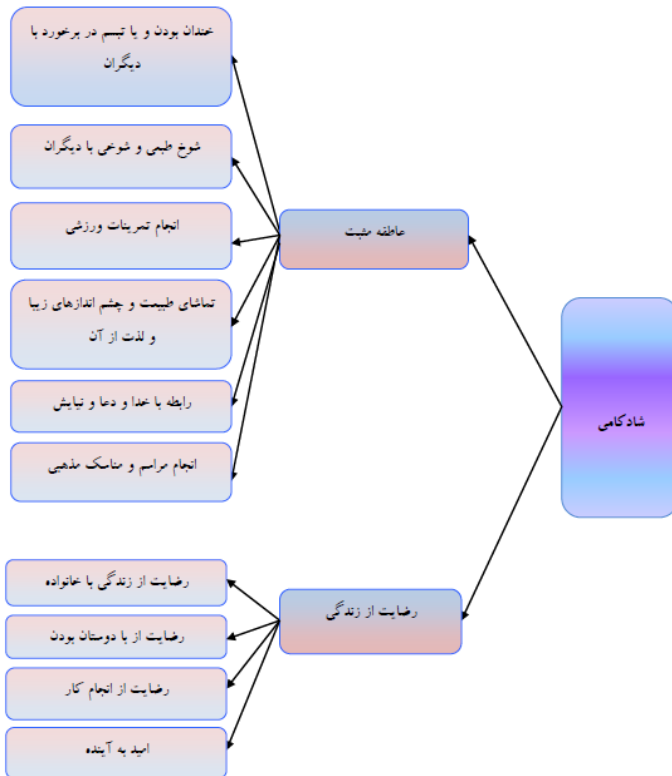 شادکامی
عاطفه مثبت
خندان بودن و یا تبسم در برخورد با
دیگران
شوخ طبعی و شوخی با دیگران
انجام تمرینات ورزشی
تماشای طبیعت و چشم اندازهای زیبا
و لذت از آن
رابطه با خدا و دعا و نیایش
انجام مراسم و مناسک مذهبی
رضایت از زندگی
رضایت از زندگی با خانواده
رضایت از با دوستان بودن
رضایت از انجام کار
امید به آینده